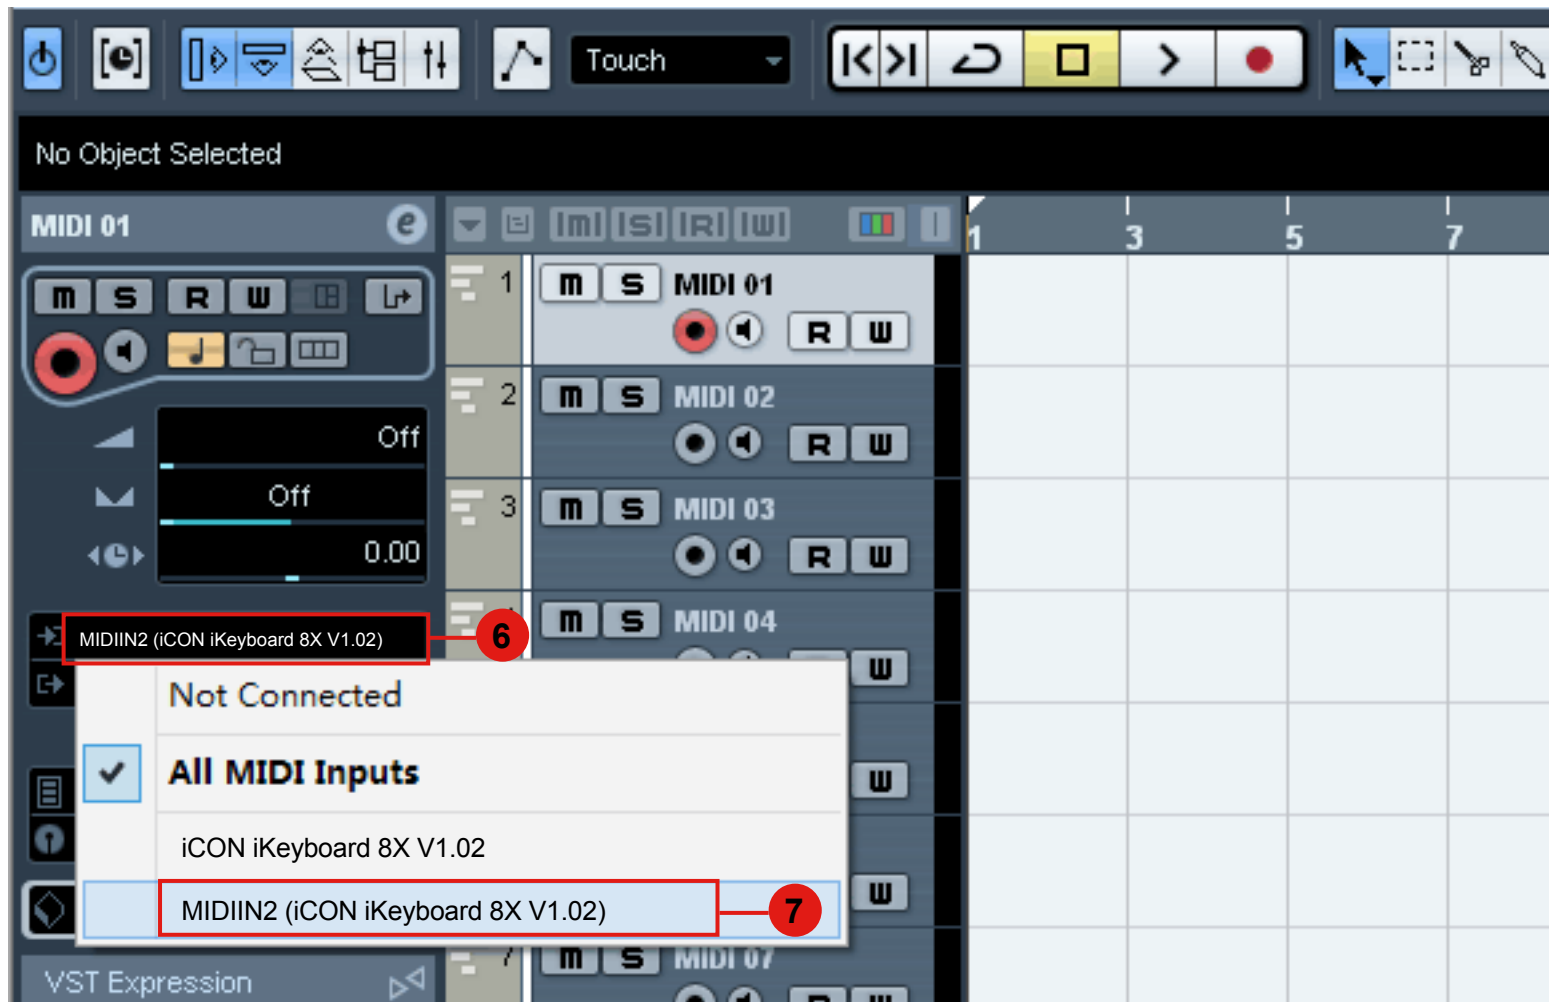 Touch
No Object Selected
MIDI 01
e
m S R W
1 3 5 7
m S R W
1 m S MIDI 01
R W
2 m S MIDI 02
R W
Off
Off
3 m S MIDI 03
R W
0.00
m S MIDI 04
W
MIDIIN2 (iCON iKeyboard 8X V1.02)
6
Not Connected
All MIDI Inputs
W
iCON iKeyboard 8X V1.02
MIDIIN2 (iCON iKeyboard 8X V1.02)
7
W
7 m S MIDI 07
VST Expression